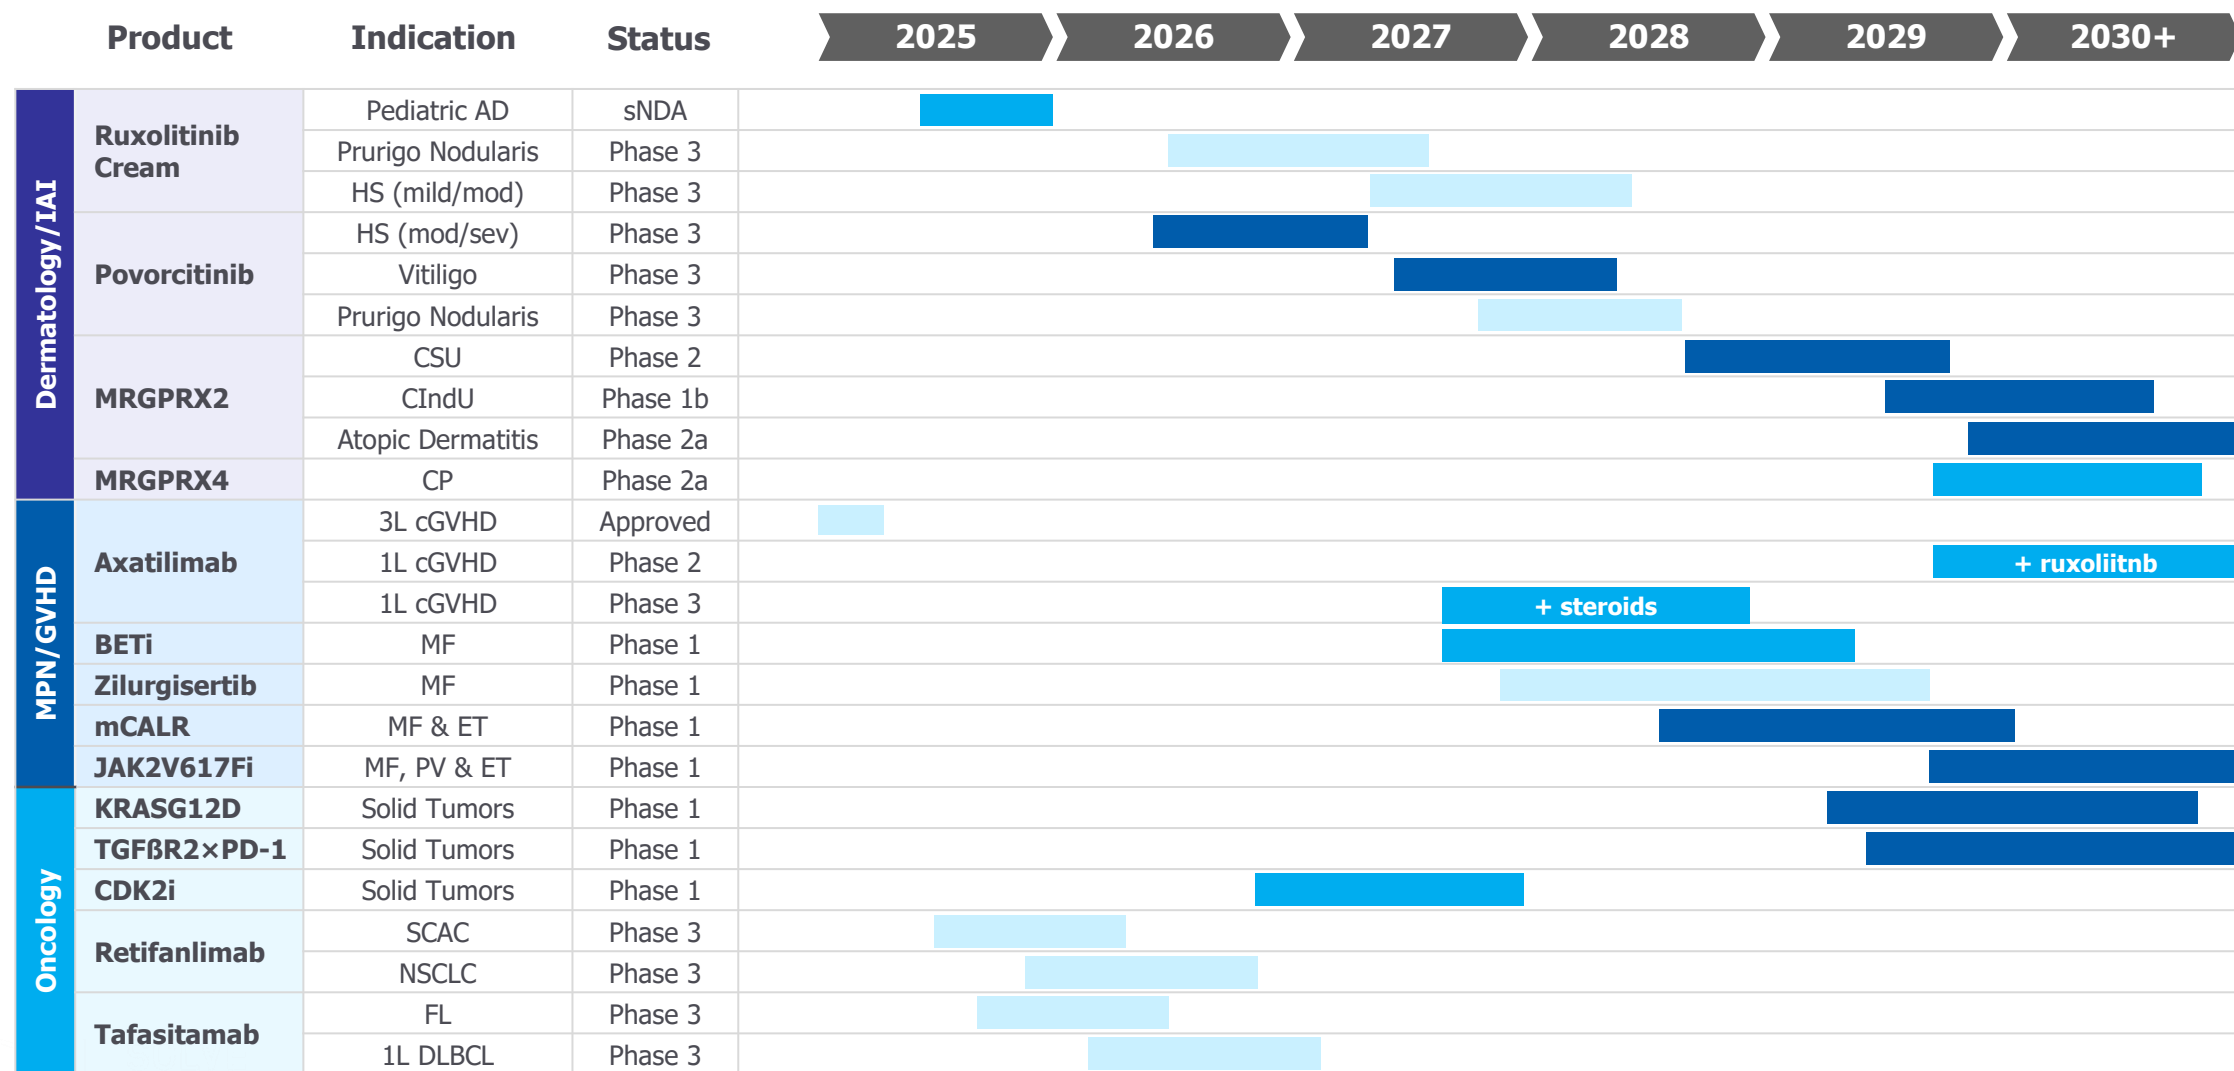 Product Indication Status 2025 2026 2027 2028 2029 2030+
Dermatology/IAI
Ruxolitinib
Cream
Pediatric AD sNDA
Prurigo Nodularis Phase 3
HS (mild/mod) Phase 3
Povorcitinib
HS (mod/sev) Phase 3
Vitiligo Phase 3
Prurigo Nodularis Phase 3
MRGPRX2
CSU Phase 2
CIndU Phase 1b
Atopic Dermatitis Phase 2a
MRGPRX4 CP Phase 2a
MPN/GVHD
Axatilimab
3L cGVHD Approved
1L cGVHD Phase 2 + ruxoliitnb
1L cGVHD Phase 3 + steroids
BETi MF Phase 1
Zilurgisertib MF Phase 1
mCALR MF & ET Phase 1
JAK2V617Fi MF, PV & ET Phase 1
Oncology
KRASG12D Solid Tumors Phase 1
TGFßR2×PD-1 Solid Tumors Phase 1
CDK2i Solid Tumors Phase 1
Retifanlimab
SCAC Phase 3
NSCLC Phase 3
Tafasitamab
FL Phase 3
1L DLBCL Phase 3